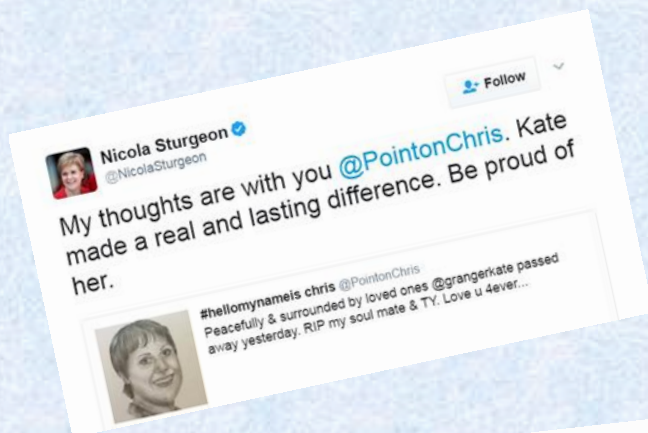 Follow
Nicola Sturgeon
@NicolaSturgeon
My thoughts are with you @PointonChris. Kate
made a real and lasting difference. Be proud of
her.
#hellomynameis chris @PointonChris
Peacefully & surrounded by loved ones @grangerkate passed
away yesterday. RIP my soul mate & TY. Love u 4ever...